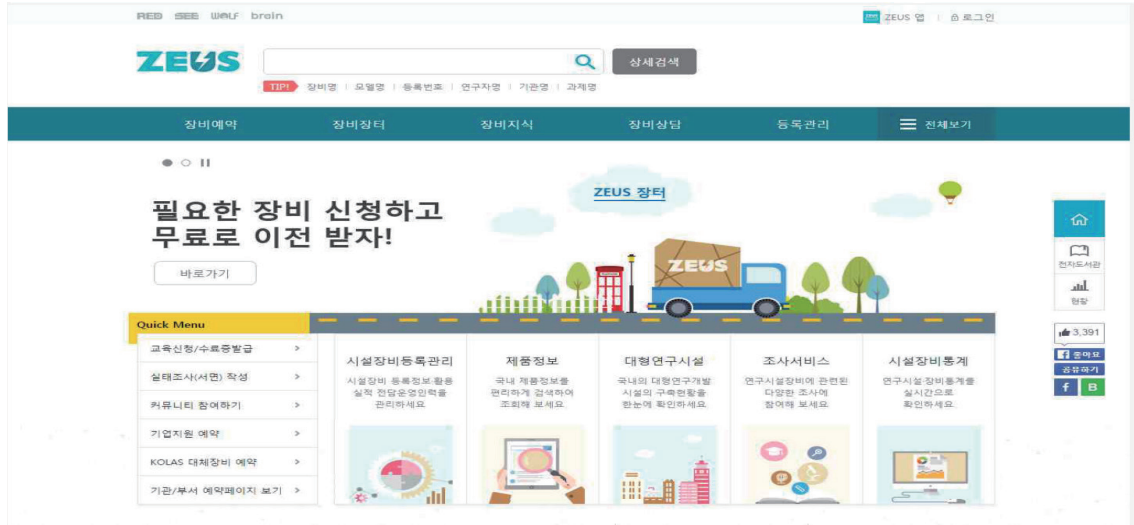 RED SEE WOLF brain
ZEUS 앱 | 로그인
ZEUS
상세검색
TIP! 장비명 | 모델명 | 등록번호 | 연구자명 | 기관명 | 과제명
장비예약 장비장터 장비지식 장비상담 등록관리 전체보기
필요한 장비 신청하고
무료로 이전 받자!
바로가기
ZEUS 장터
ZEUS
전자도서관
현황
3,391
좋아요
공유하기
f B
Quick Menu
교육신청/수료증발급 >
실태조사(서면) 작성 >
커뮤니티 참여하기 >
기업지원 예약 >
KOLAS 대체장비 예약 >
기관/부서 예약페이지 보기 >
시설장비등록관리
시설장비 등록정보·활용
실적 전담운영인력을
관리하세요
제품정보
국내 제품정보를
편리하게 검색하여
조회해 보세요
대형연구시설
국내의 대형연구개발
시설의 구축현황을
한눈에 확인하세요
조사서비스
연구시설장비에 관련된
다양한 조사에
참여해 보세요
시설장비통계
연구시설·장비통계를
실시간으로
확인하세요